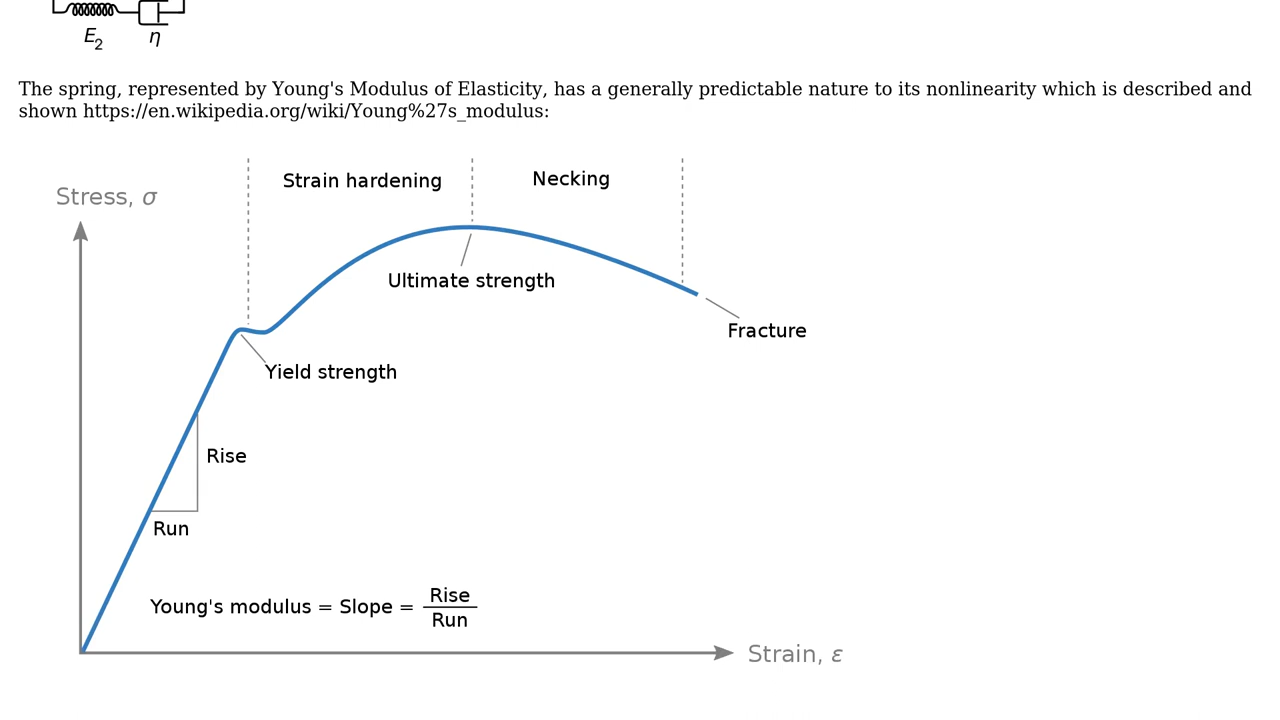 E2 η
The spring, represented by Young's Modulus of Elasticity, has a generally predictable nature to its nonlinearity which is described and
shown https://en.wikipedia.org/wiki/Young%27s_modulus:
Strain hardening
Necking
Stress, σ
Ultimate strength
Fracture
Yield strength
Rise
Run
Young's modulus = Slope = Rise
Run
Strain, ε